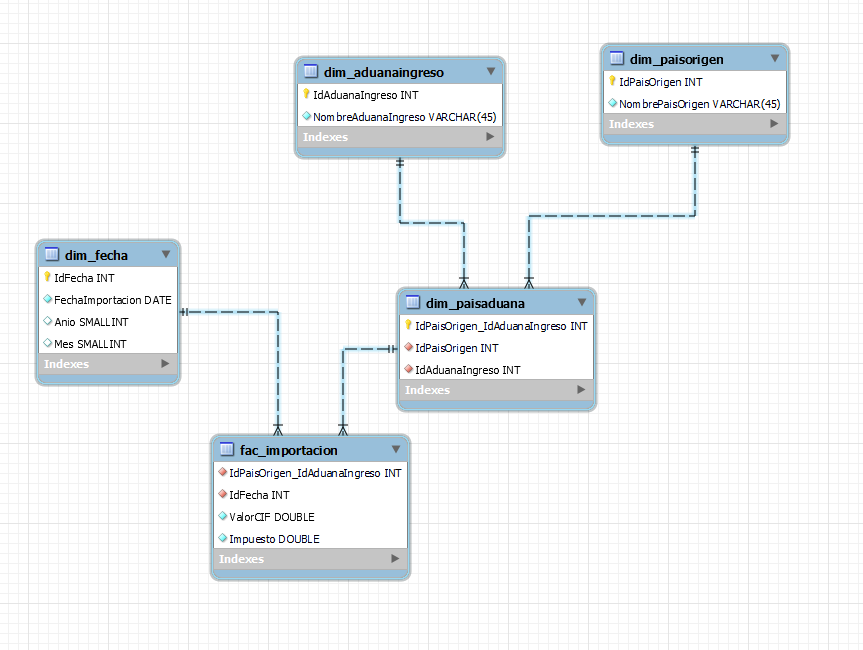 dim_aduanaingreso
IdAduanaIngreso INT
NombreAduanaIngreso VARCHAR(45)
Indexes
dim_paisorigen
IdPaisOrigen INT
NombrePaisOrigen VARCHAR(45)
Indexes
dim_fecha
IdFecha INT
FechaImportacion DATE
Anio SMALLINT
Mes SMALLINT
Indexes
dim_paisaduana
IdPaisOrigen_IdAduanaIngreso INT
IdPaisOrigen INT
IdAduanaIngreso INT
Indexes
fac_importacion
IdPaisOrigen_IdAduanaIngreso INT
IdFecha INT
ValorCIF DOUBLE
Impuesto DOUBLE
Indexes